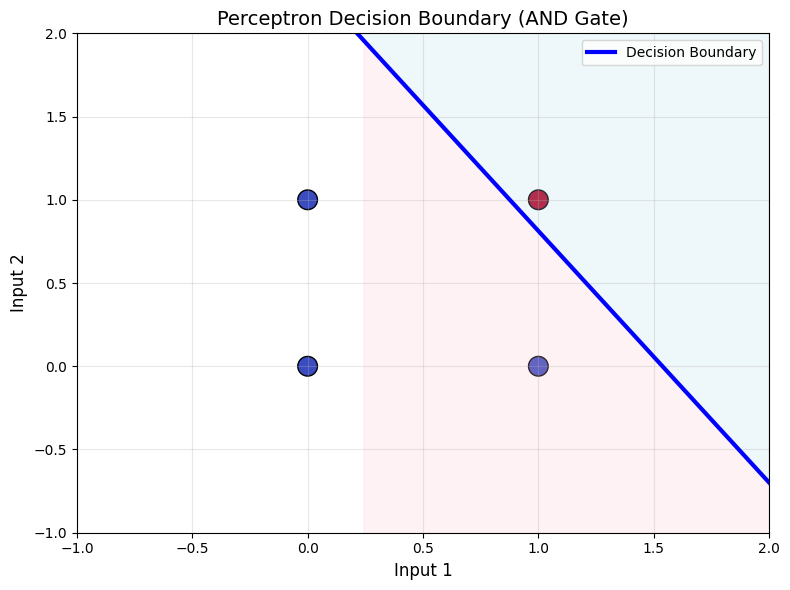 Perceptron Decision Boundary (AND Gate)
Decision Boundary
2.0
1.5
1.0
0.5
0.0
−0.5
−1.0
Input 2
−1.0 −0.5 0.0 0.5 1.0 1.5 2.0
Input 1